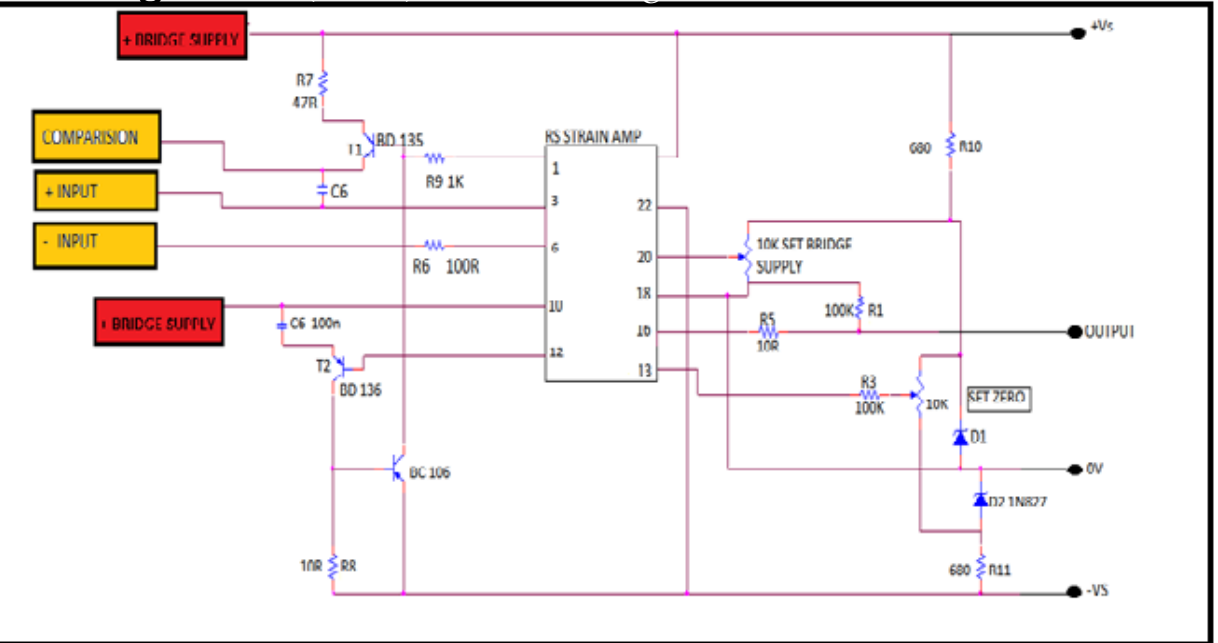 + BRIDGE SUPPLY
+Vs
R7
47R
COMPARISION
T1
BD 135
RS STRAIN AMP
680
R10
R9 1K
1
+ INPUT
C6
3
22
- INPUT
6
R6 100R
20
10K SET BRIDGE
SUPPLY
18
10
100K
R1
BRIDGE SUPPLY
C6 100n
R5
16
10R
OUTPUT
12
T2
13
BD 136
R3
100K
10K
SET ZERO
D1
BC 106
0V
D2 1N827
10R
R8
680
R11
-VS